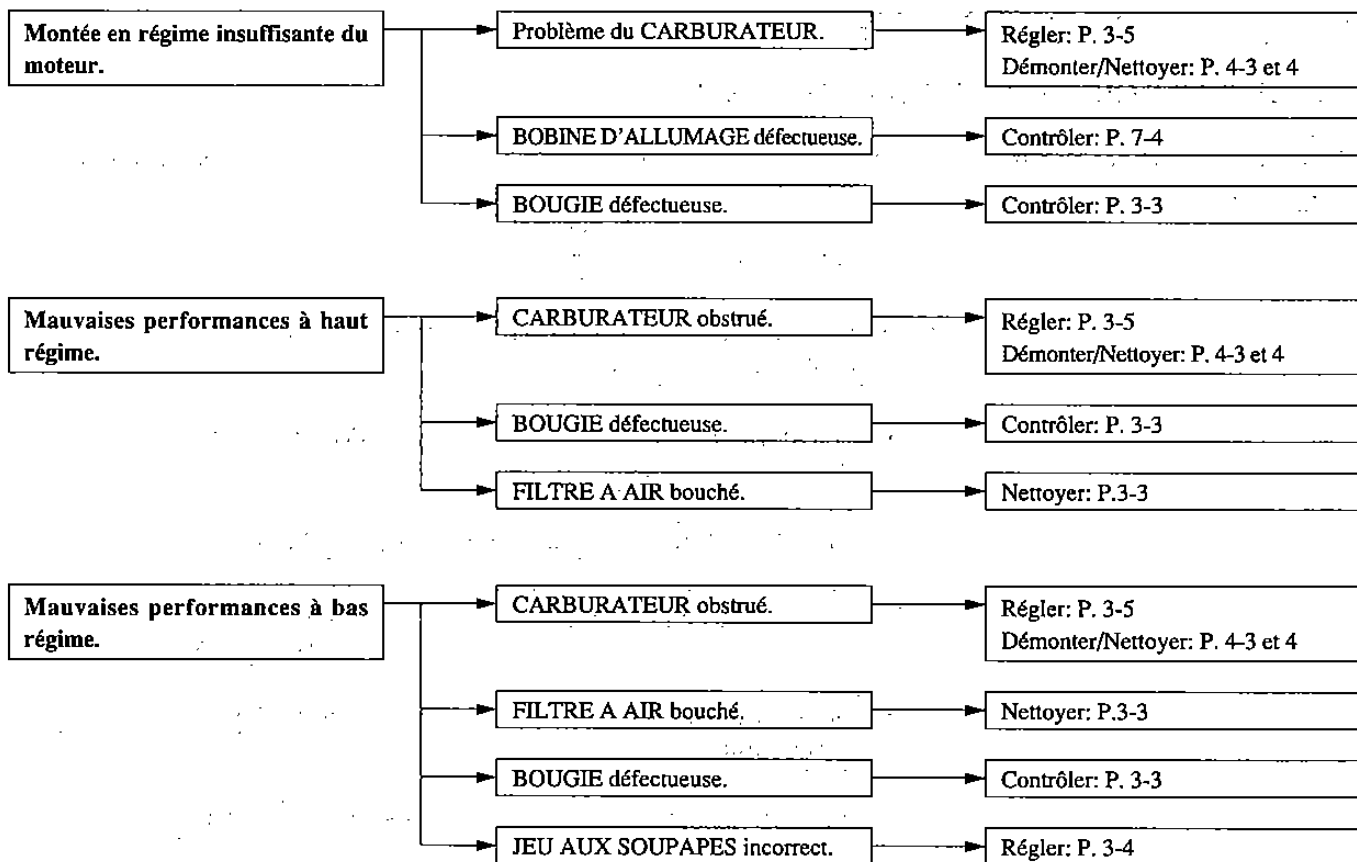 Montée en régime insuffisante du
moteur.
Problème du CARBURATEUR.
Régler: P. 3-5
Démonter/Nettoyer: P. 4-3 et 4
BOBINE D'ALLUMAGE défectueuse.
Contrôler: P. 7-4
BOUGIE défectueuse.
Contrôler: P. 3-3
Mauvaises performances à haut
régime.
CARBURATEUR obstrué.
Régler: P. 3-5
Démonter/Nettoyer: P. 4-3 et 4
BOUGIE défectueuse.
Contrôler: P. 3-3
FILTRE A AIR bouché.
Nettoyer: P.3-3
Mauvaises performances à bas
régime.
CARBURATEUR obstrué.
Régler: P. 3-5
Démonter/Nettoyer: P. 4-3 et 4
FILTRE A AIR bouché.
Nettoyer: P.3-3
BOUGIE défectueuse.
Contrôler: P. 3-3
JEU AUX SOUPAPES incorrect.
Régler: P. 3-4